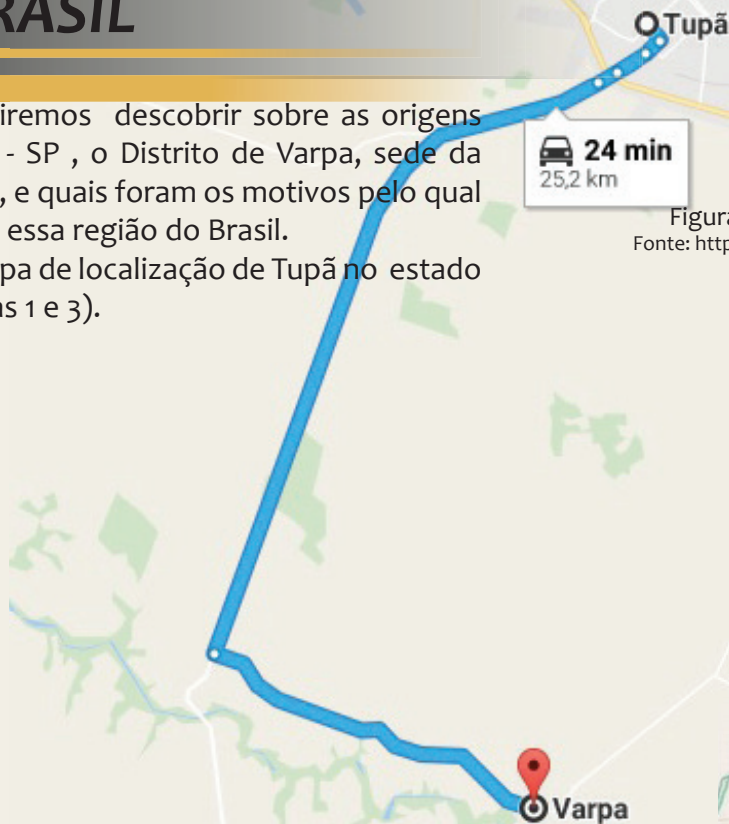 RASIL
Tupã
iremos descobrir sobre as origens
- SP , o Distrito de Varpa, sede da
, e quais foram os motivos pelo qual
essa região do Brasil.
pa de localização de Tupã no estado
as 1 e 3).
24 min
25,2 km
Figura
Fonte: http
Varpa